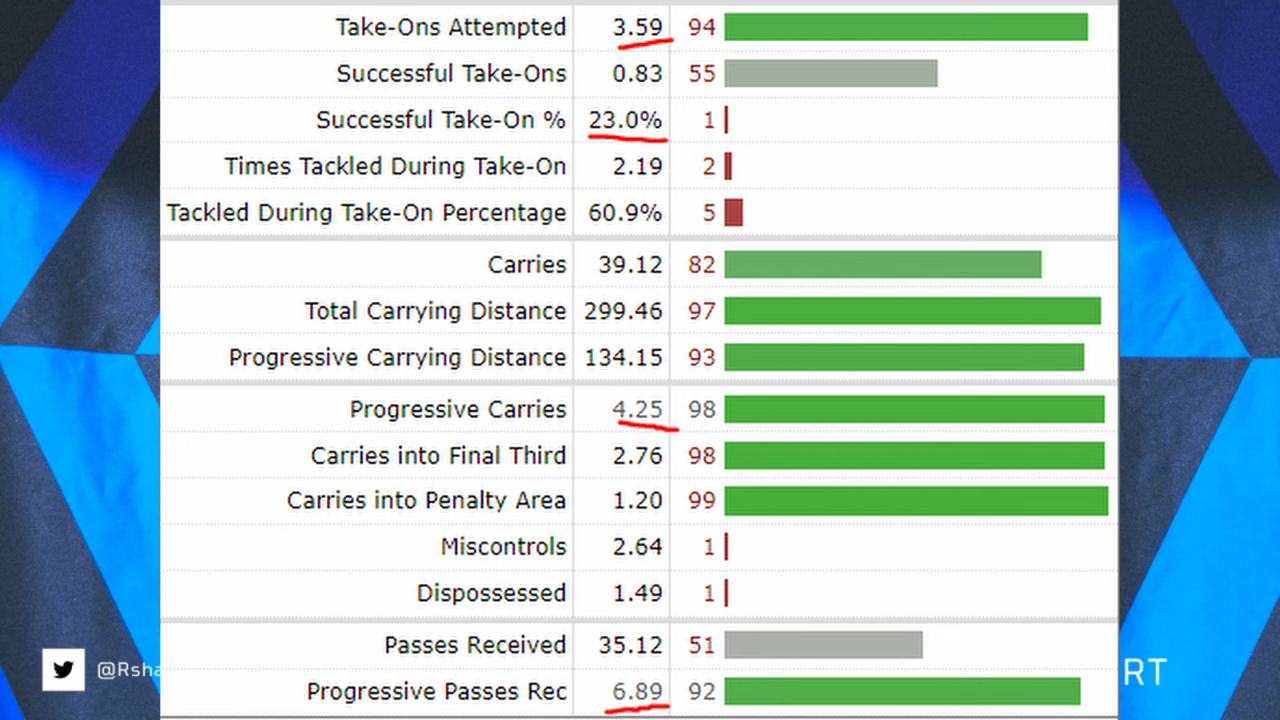 Take-Ons Attempted 3.59 94
Successful Take-Ons 0.83 55
Successful Take-On % 23.0% 1
Times Tackled During Take-On 2.19 2
Tackled During Take-On Percentage 60.9% 5
Carries 39.12 82
Total Carrying Distance 299.46 97
Progressive Carrying Distance 134.15 93
Progressive Carries 4.25 98
Carries into Final Third 2.76 98
Carries into Penalty Area 1.20 99
Miscontrols 2.64 1
Dispossessed 1.49 1
Passes Received 35.12 51
@Rsha RT
Progressive Passes Rec 6.89 92